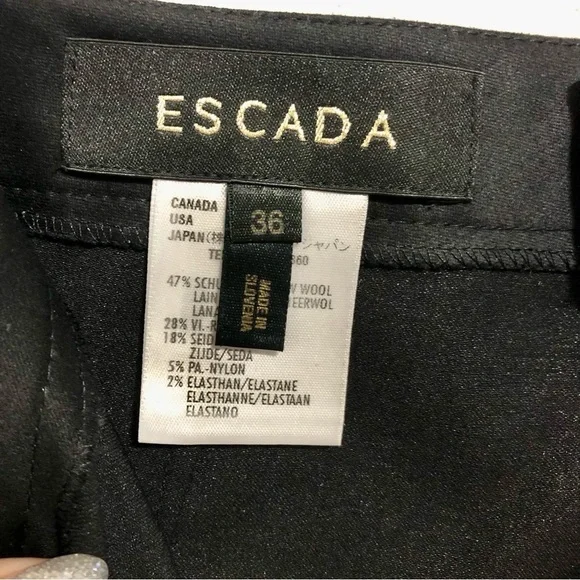 ESCADA
CANADA
USA
JAPAN(株
ジャパン
36
360
MADE IN
SLOVENIA
47% SCHU
WOOL
LAIN
EERWOL
LANA
28% VI.-R
18% SEID
ZIJDE/SEDA
5% PA.-NYLON
2% ELASTHAN/ELASTANE
ELASTHANNE/ELASTAAN
ELASTANO